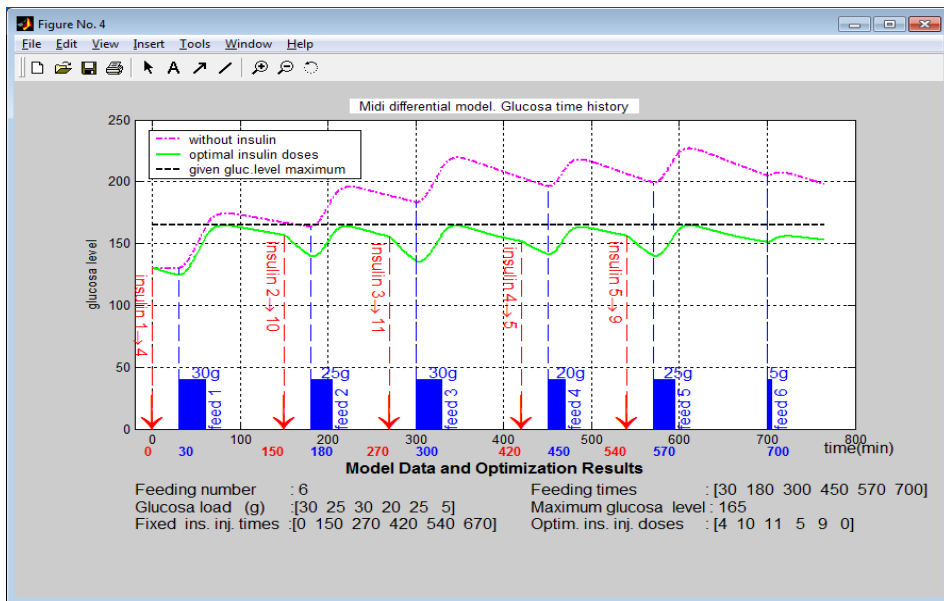 Figure No. 4
File Edit View Insert Tools Window Help
A
Midi differential model. Glucosa time history
without insulin
optimal insulin doses
given gluc.level maximum
glucosa level
250
200
150
100
50
0
insulin 1→4
insulin 2→10
insulin 3→11
insulin 4→5
insulin 5→9
30g
25g
30g
20g
25g
5g
feed 1
feed 2
feed 3
feed 4
feed 5
feed 6
0 100 200 300 400 500 600 700 800
time(min)
0 30 150 180 270 300 420 450 540 570 700
Model Data and Optimization Results
Feeding number : 6
Glucosa load (g) :[30 25 30 20 25 5]
Fixed ins. inj. times :[0 150 270 420 540 670]
Feeding times : [30 180 300 450 570 700]
Maximum glucosa level : 165
Optim. ins. inj. doses : [4 10 11 5 9 0]